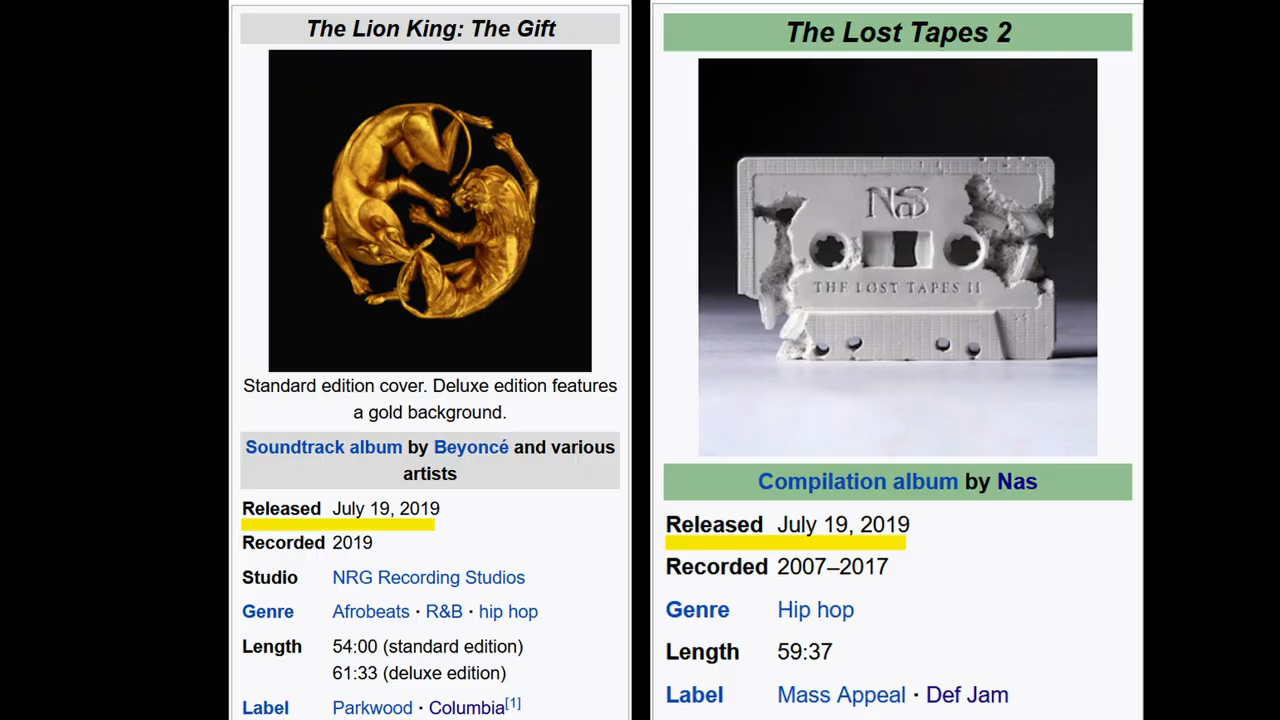 The Lion King: The Gift
Standard edition cover. Deluxe edition features
a gold background.
Soundtrack album by Beyoncé and various
artists
Released July 19, 2019
Recorded 2019
Studio NRG Recording Studios
Genre Afrobeats · R&B · hip hop
Length 54:00 (standard edition)
61:33 (deluxe edition)
Label Parkwood · Columbia[1]
The Lost Tapes 2
NaS
THE LOST TAPES II
Compilation album by Nas
Released July 19, 2019
Recorded 2007–2017
Genre Hip hop
Length 59:37
Label Mass Appeal · Def Jam